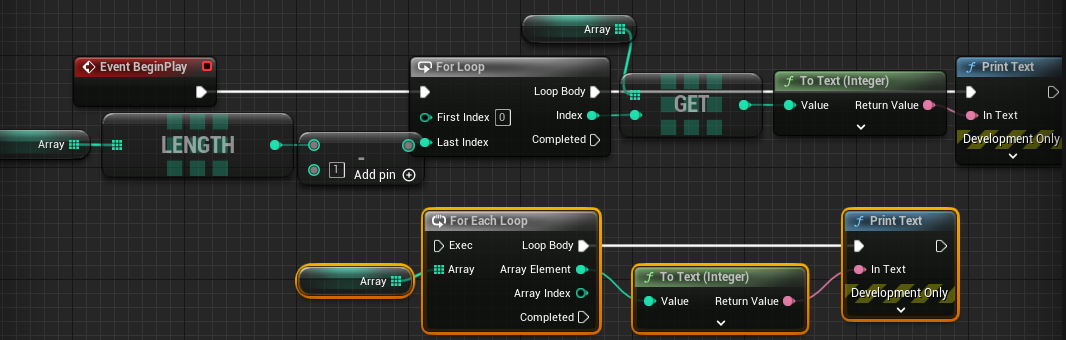 Array
Event BeginPlay
For Loop
Loop Body
First Index 0
Index
Last Index
Completed
GET
To Text (Integer)
Value
Return Value
Print Text
In Text
Development Only
Array
LENGTH
-
1
Add pin
For Each Loop
Exec
Loop Body
Array
Array Element
Array Index
Completed
Array
To Text (Integer)
Value
Return Value
Print Text
In Text
Development Only